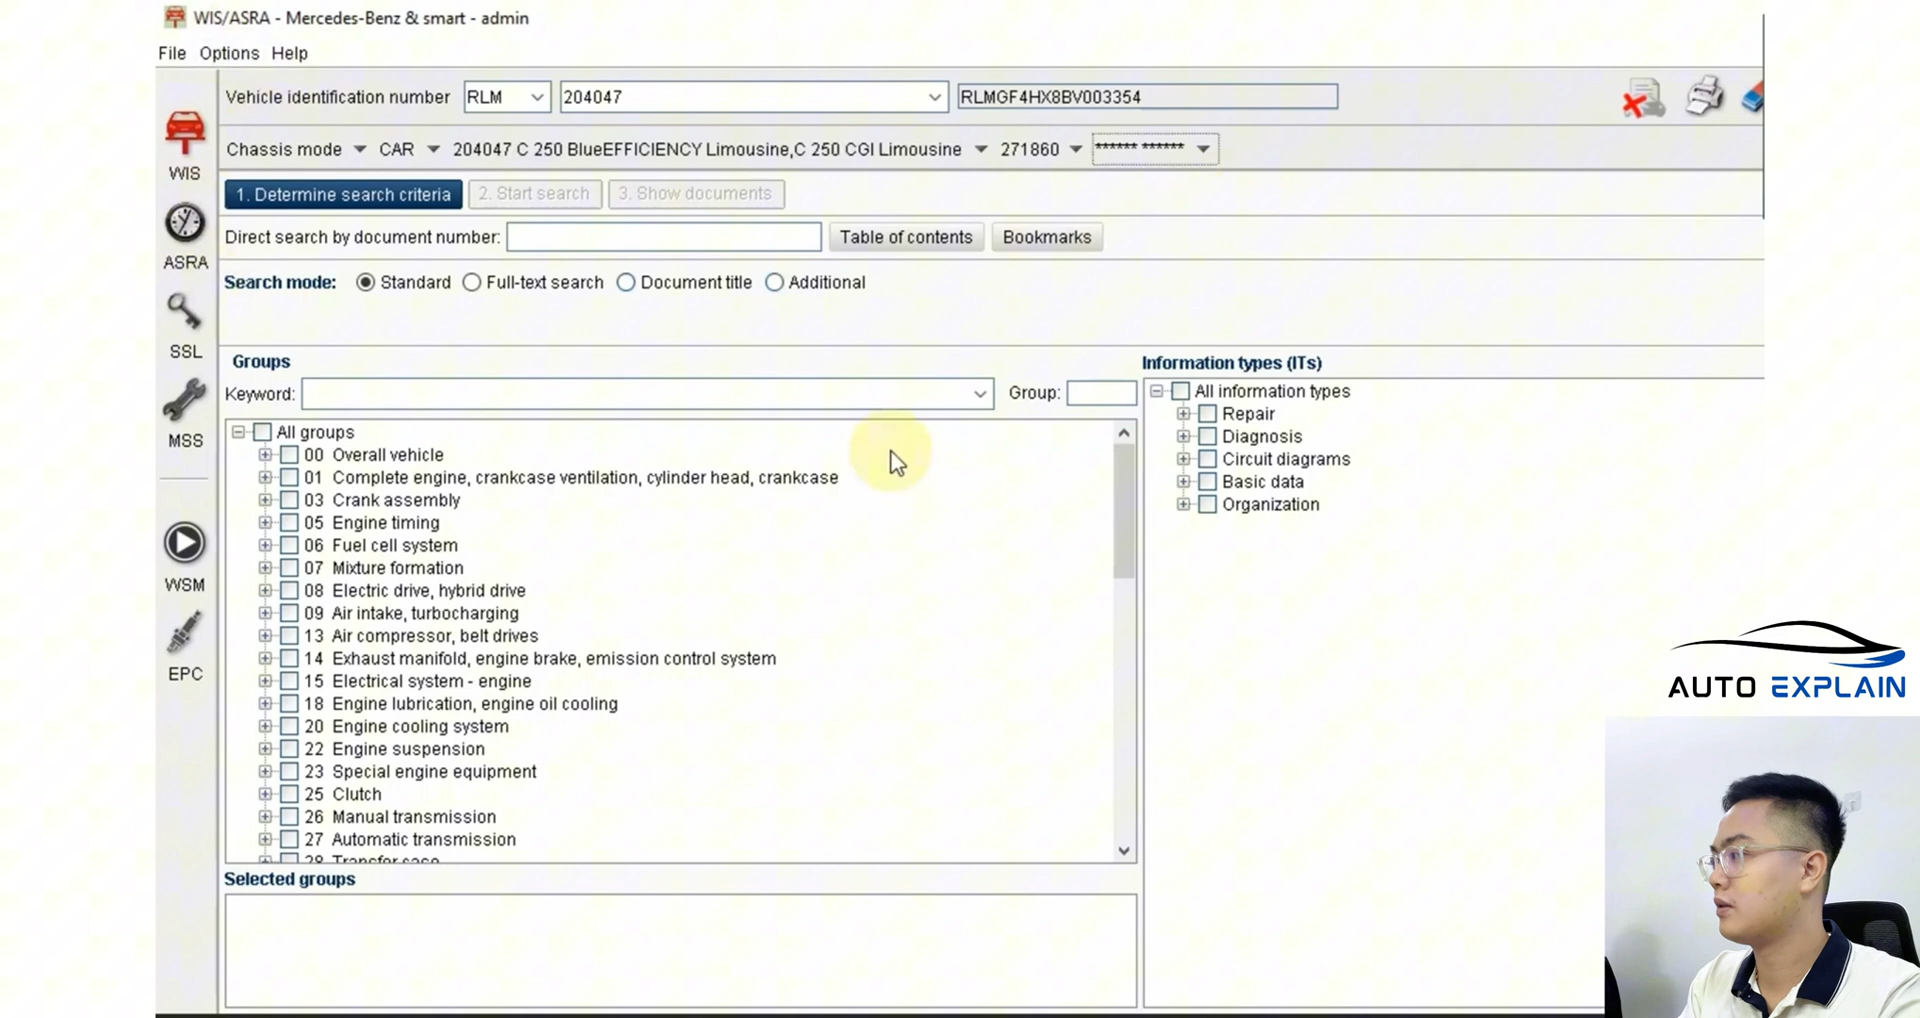 WIS/ASRA - Mercedes-Benz & smart - admin
File Options Help
Vehicle identification number RLM 204047 RLMGF4HX8BV003354
Chassis mode CAR 204047 C 250 BlueEFFICIENCY Limousine,C 250 CGI Limousine 271860 ****** ******
1. Determine search criteria 2. Start search 3. Show documents
Direct search by document number: Table of contents Bookmarks
Search mode: Standard Full-text search Document title Additional
WIS
ASRA
SSL
MSS
WSM
EPC
Groups
Keyword: Group:
All groups
00 Overall vehicle
01 Complete engine, crankcase ventilation, cylinder head, crankcase
03 Crank assembly
05 Engine timing
06 Fuel cell system
07 Mixture formation
08 Electric drive, hybrid drive
09 Air intake, turbocharging
13 Air compressor, belt drives
14 Exhaust manifold, engine brake, emission control system
15 Electrical system - engine
18 Engine lubrication, engine oil cooling
20 Engine cooling system
22 Engine suspension
23 Special engine equipment
25 Clutch
26 Manual transmission
27 Automatic transmission
28 Transfer case
Selected groups
Information types (ITs)
All information types
Repair
Diagnosis
Circuit diagrams
Basic data
Organization
AUTO EXPLAIN